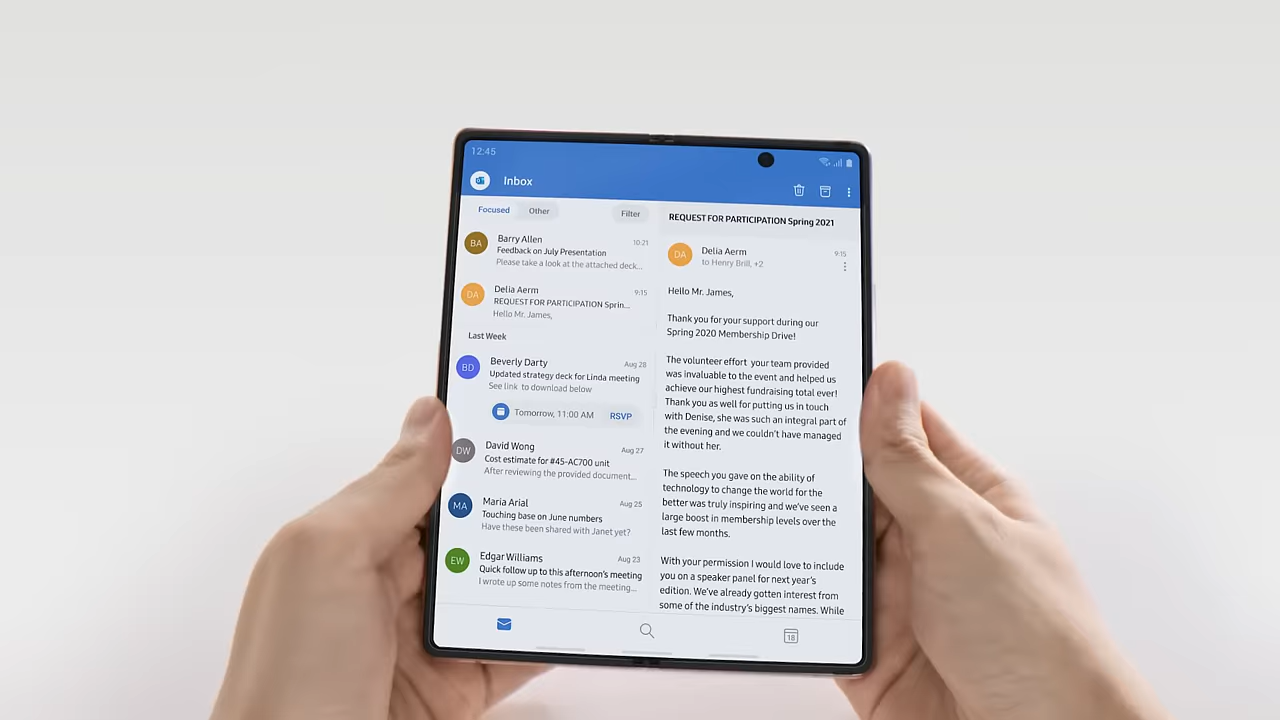 12:45
Inbox
Focused
Other
Filter
BA
Barry Allen
10:21
Feedback on July Presentation
Please take a look at the attached deck...
DA
Delia Aerm
9:15
REQUEST FOR PARTICIPATION Sprin...
Hello Mr. James,
Last Week
BD
Beverly Darty
Aug 28
Updated strategy deck for Linda meeting
See link to download below
Tomorrow, 11:00 AM
RSVP
DW
David Wong
Aug 27
Cost estimate for #45-AC700 unit
After reviewing the provided document...
MA
Maria Arial
Aug 25
Touching base on June numbers
Have these been shared with Janet yet?
EW
Edgar Williams
Aug 23
Quick follow up to this afternoon's meeting
I wrote up some notes from the meeting...
REQUEST FOR PARTICIPATION Spring 2021
DA
Delia Aerm
9:15
to Henry Brill, +2
Hello Mr. James,
Thank you for your support during our
Spring 2020 Membership Drive!
The volunteer effort your team provided
was invaluable to the event and helped us
achieve our highest fundraising total ever!
Thank you as well for putting us in touch
with Denise, she was such an integral part of
the evening and we couldn't have managed
it without her.
The speech you gave on the ability of
technology to change the world for the
better was truly inspiring and we've seen a
large boost in membership levels over the
last few months.
With your permission I would love to include
you on a speaker panel for next year's
edition. We've already gotten interest from
some of the industry's biggest names. While
18